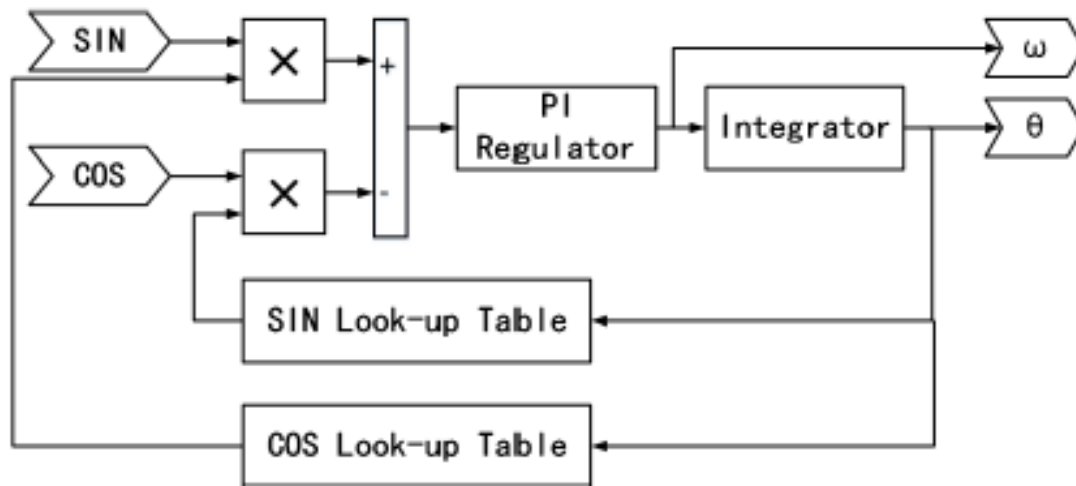 SIN
×
+
ω
PI
Regulator
Integrator
θ
COS
×
-
SIN Look-up Table
COS Look-up Table